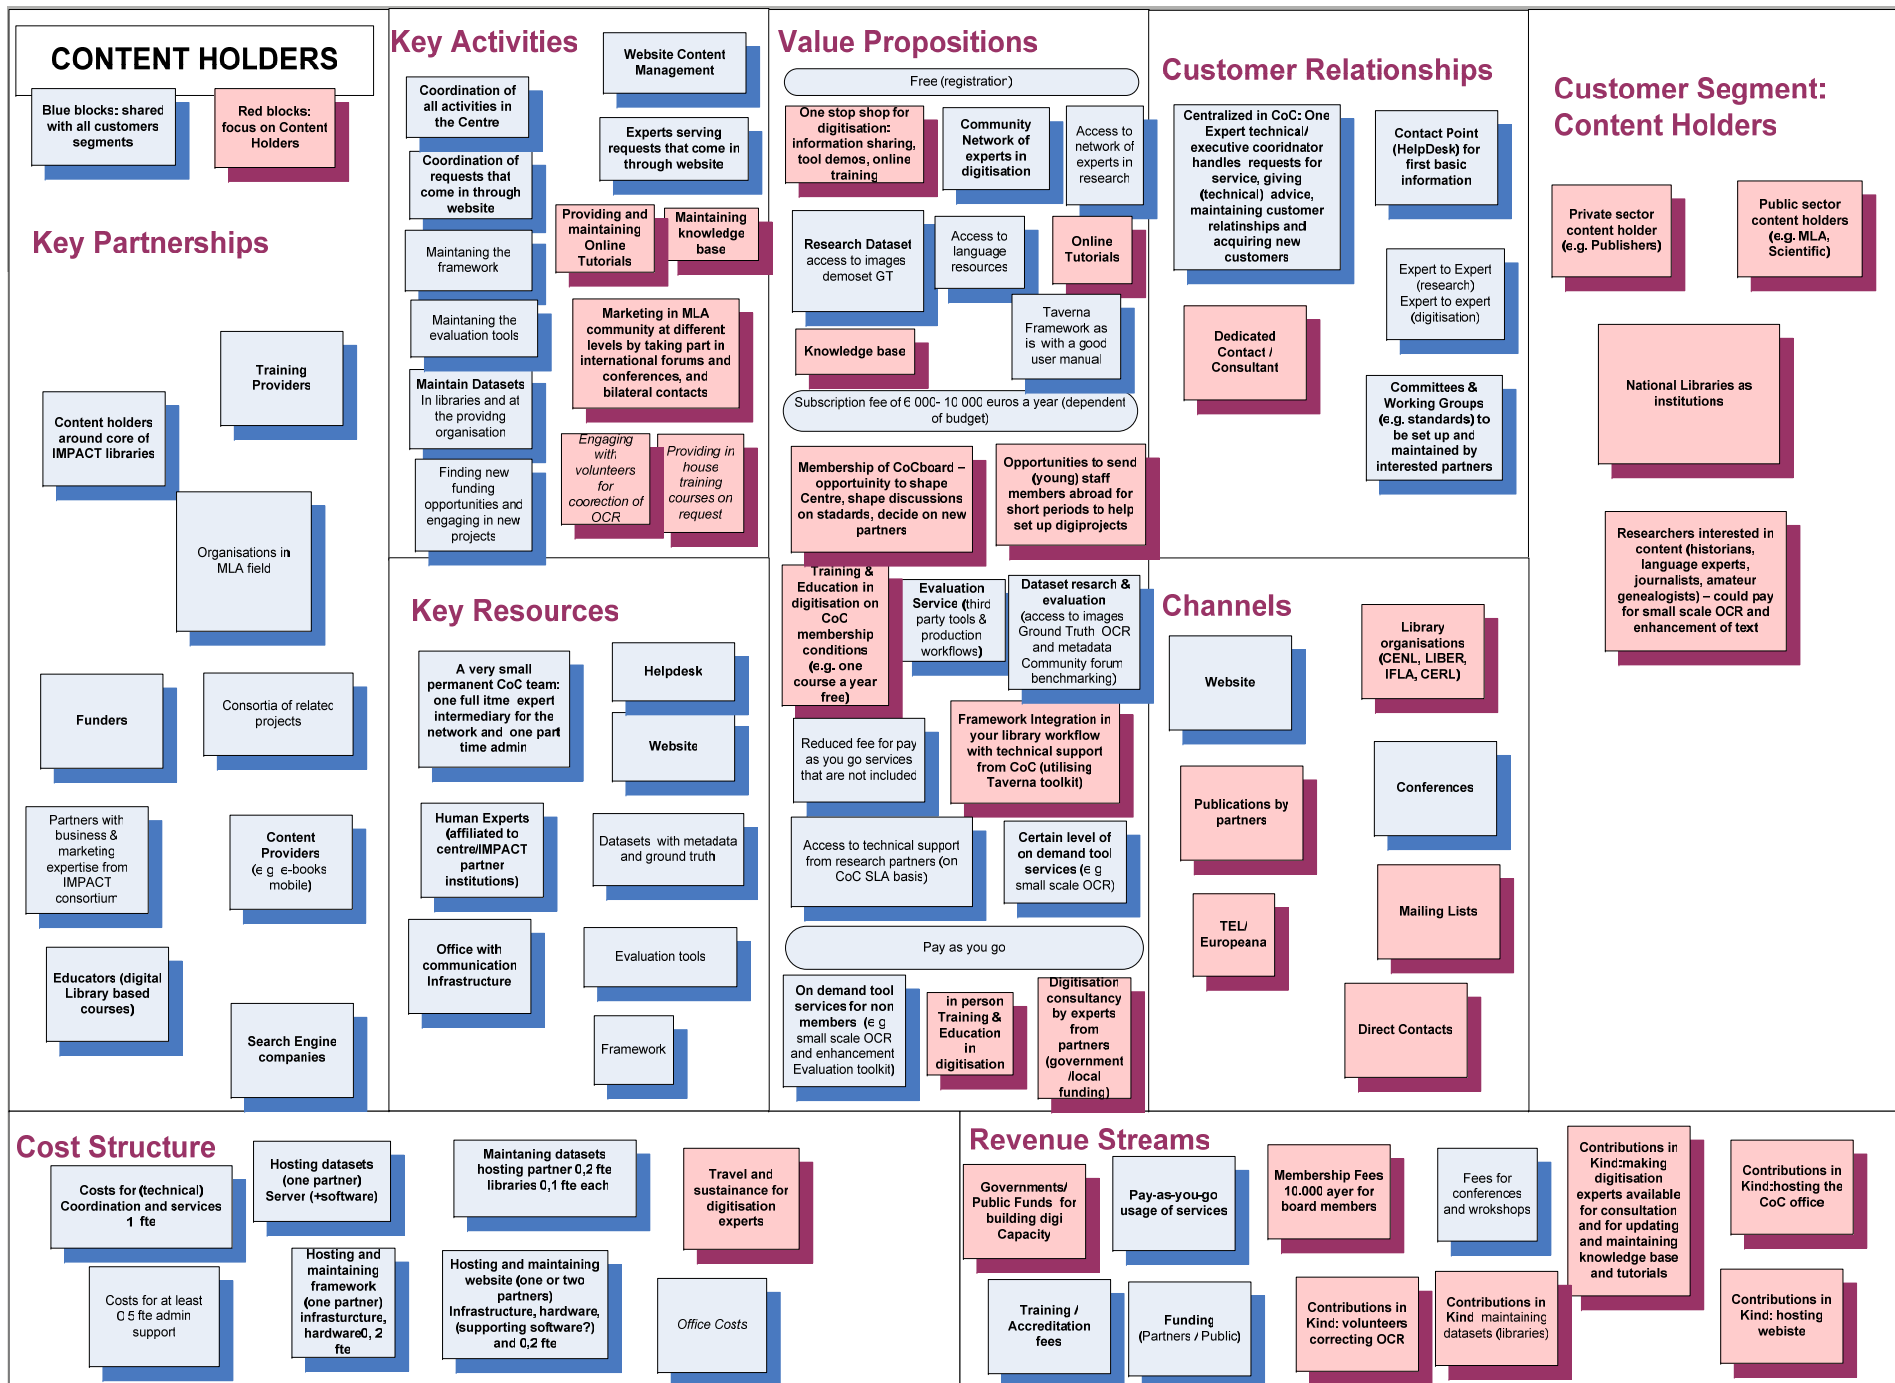 CONTENT HOLDERS
Blue blocks: shared
with all customers
segments
Red blocks:
focus on Content
Holders
Key Partnerships
Training
Providers
Content holders
around core of
IMPACT libraries
Organisations in
MLA field
Funders
Consortia of related
projects
Partners with
business &
marketing
expertise from
IMPACT
consortium
Content
Providers
(e g e-books
mobile)
Educators (digital
Library based
courses)
Search Engine
companies
Key Activities
Website Content
Management
Coordination of
all activities in
the Centre
Experts serving
requests that come in
through website
Coordination of
requests that
come in through
website
Providing and
maintaining
Online
Tutorials
Maintaining
knowledge
base
Maintaning the
framework
Maintaning the
evaluation tools
Marketing in MLA
community at different
levels by taking part in
international forums and
conferences, and
bilateral contacts
Maintain Datasets
In libraries and at
the providng
organisation
Engaging
with
volunteers
for
coorection of
OCR
Providing in
house
training
courses on
request
Finding new
funding
opportunities and
engaging in new
projects
Key Resources
A very small
permanent CoC team:
one full itme expert
intermediary for the
network and one part
time admin
Helpdesk
Website
Human Experts
(affiliated to
centre/IMPACT
partner
institutions)
Datasets with metadata
and ground truth
Office with
communication
Infrastructure
Evaluation tools
Framework
Value Propositions
Free (registration)
One stop shop for
digitisation:
information sharing,
tool demos, online
training
Community
Network of
experts in
digitisation
Access to
network of
experts in
research
Research Dataset
access to images
demoset GT
Access to
language
resources
Online
Tutorials
Taverna
Framework as
is with a good
user manual
Knowledge base
Subscription fee of 6 000- 10 000 euros a year (dependent
of budget)
Membership of CoCboard –
opportuinity to shape
Centre, shape discussions
on stadards, decide on new
partners
Opportunities to send
(young) staff
members abroad for
short periods to help
set up digiprojects
Training &
Education in
digitisation on
CoC
membership
conditions
(e.g. one
course a year
free)
Evaluation
Service (third
party tools &
production
workflows)
Dataset resarch &
evaluation
(access to images
Ground Truth OCR
and metadata
Community forum
benchmarking)
Reduced fee for pay
as you go services
that are not included
Framework Integration in
your library workflow
with technical support
from CoC (utilising
Taverna toolkit)
Access to technical support
from research partners (on
CoC SLA basis)
Certain level of
on demand tool
services (e g
small scale OCR)
Pay as you go
On demand tool
services for non
members (e g
small scale OCR
and enhancement
Evaluation toolkit)
in person
Training &
Education
in
digitisation
Digitisation
consultancy
by experts
from
partners
(government
/local
funding)
Customer Relationships
Centralized in CoC: One
Expert technical/
executive cooridnator
handles requests for
service, giving
(technical) advice,
maintaining customer
relatinships and
acquiring new
customers
Contact Point
(HelpDesk) for
first basic
information
Expert to Expert
(research)
Expert to expert
(digitisation)
Dedicated
Contact /
Consultant
Committees &
Working Groups
(e.g. standards) to
be set up and
maintained by
interested partners
Channels
Website
Library
organisations
(CENL, LIBER,
IFLA, CERL)
Publications by
partners
Conferences
TEL/
Europeana
Mailing Lists
Direct Contacts
Customer Segment:
Content Holders
Private sector
content holder
(e.g. Publishers)
Public sector
content holders
(e.g. MLA,
Scientific)
National Libraries as
institutions
Researchers interested in
content (historians,
language experts,
journalists, amateur
genealogists) – could pay
for small scale OCR and
enhancement of text
Cost Structure
Costs for (technical)
Coordination and services
1 fte
Hosting datasets
(one partner)
Server (+software)
Maintaning datasets
hosting partner 0,2 fte
libraries 0,1 fte each
Travel and
sustainance for
digitisation
experts
Costs for at least
0 5 fte admin
support
Hosting and
maintaining
framework
(one partner)
infrasturcture,
hardware0, 2
fte
Hosting and maintaining
website (one or two
partners)
Infrastructure, hardware,
(supporting software?)
and 0,2 fte
Office Costs
Revenue Streams
Governments/
Public Funds for
building digi
Capacity
Pay-as-you-go
usage of services
Membership Fees
10.000 ayer for
board members
Fees for
conferences
and wrokshops
Contributions in
Kind:making
digitisation
experts available
for consultation
and for updating
and maintaining
knowledge base
and tutorials
Contributions in
Kind:hosting the
CoC office
Training /
Accreditation
fees
Funding
(Partners / Public)
Contributions in
Kind: volunteers
correcting OCR
Contributions in
Kind maintaining
datasets (libraries)
Contributions in
Kind: hosting
webiste